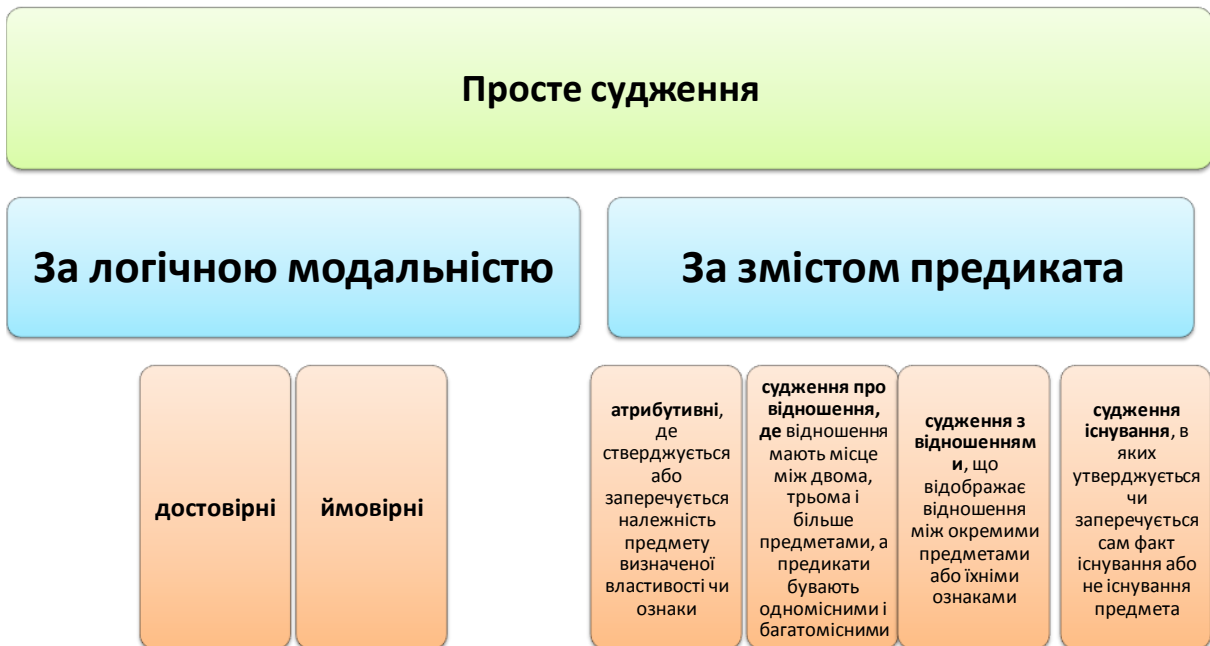 Просте судження
За логічною модальністю
За змістом предиката
достовірні
ймовірні
атрибутивні,
де
стверджується
або
заперечується
належність
предмету
визначеної
властивості чи
ознаки
судження про
відношення,
де відношення
мають місце
між двома,
трьома і
більше
предметами, а
предикати
бувають
одномісними і
багатомісними
судження з
відношенням
и, що
відображає
відношення
між окремими
предметами
або їхніми
ознаками
судження
існування, в
яких
утверджується
чи
заперечується
сам факт
існування або
не існування
предмета